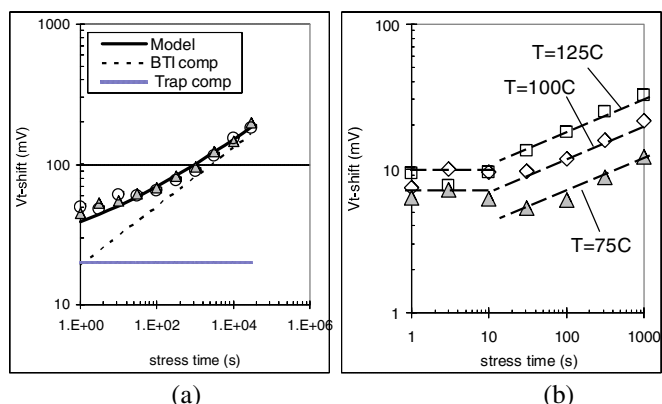 1000
Model
BTI comp
Trap comp
Vt-shift (mV)
100
10
1.E+00
1.E+02
1.E+04
1.E+06
stress time (s)
(a)
100
T=125C
T=100C
Vt-shift (mV)
10
T=75C
1
1
10
100
1000
stress time (s)
(b)